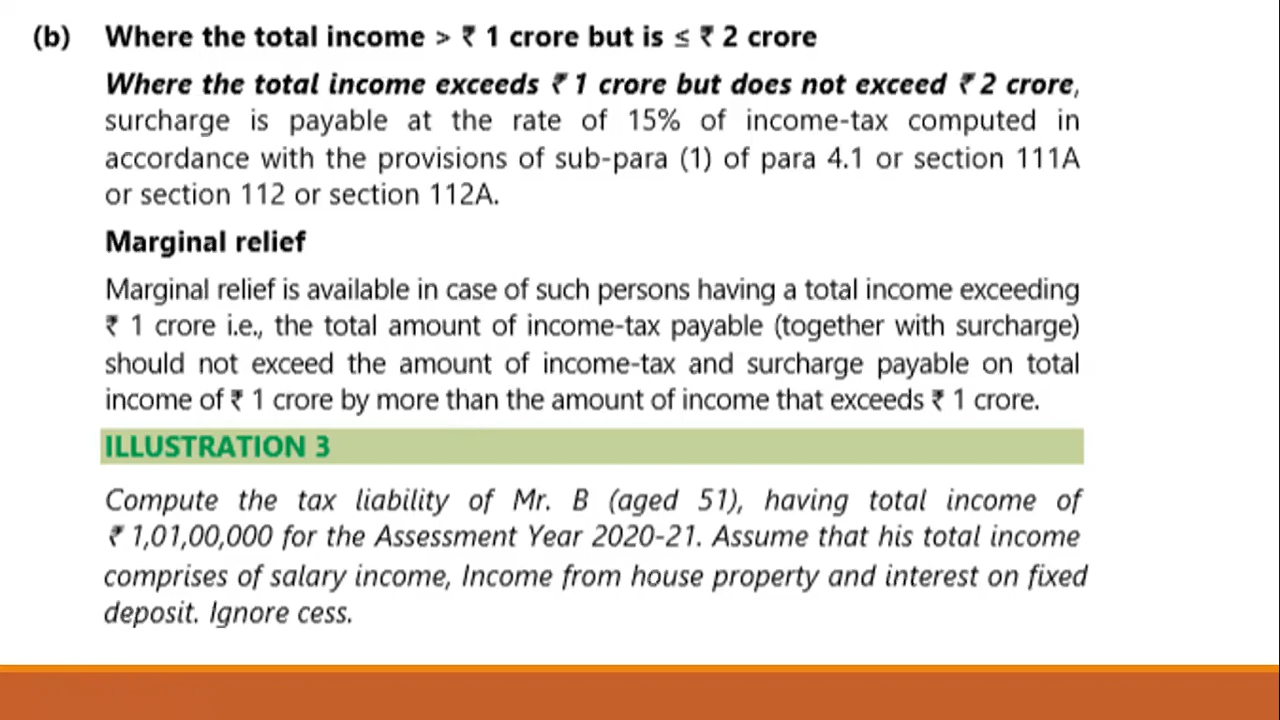 (b) Where the total income > ₹ 1 crore but is ≤ ₹ 2 crore
Where the total income exceeds ₹ 1 crore but does not exceed ₹ 2 crore,
surcharge is payable at the rate of 15% of income-tax computed in
accordance with the provisions of sub-para (1) of para 4.1 or section 111A
or section 112 or section 112A.
Marginal relief
Marginal relief is available in case of such persons having a total income exceeding
₹ 1 crore i.e., the total amount of income-tax payable (together with surcharge)
should not exceed the amount of income-tax and surcharge payable on total
income of ₹ 1 crore by more than the amount of income that exceeds ₹ 1 crore.
ILLUSTRATION 3
Compute the tax liability of Mr. B (aged 51), having total income of
₹ 1,01,00,000 for the Assessment Year 2020-21. Assume that his total income
comprises of salary income, Income from house property and interest on fixed
deposit. Ignore cess.